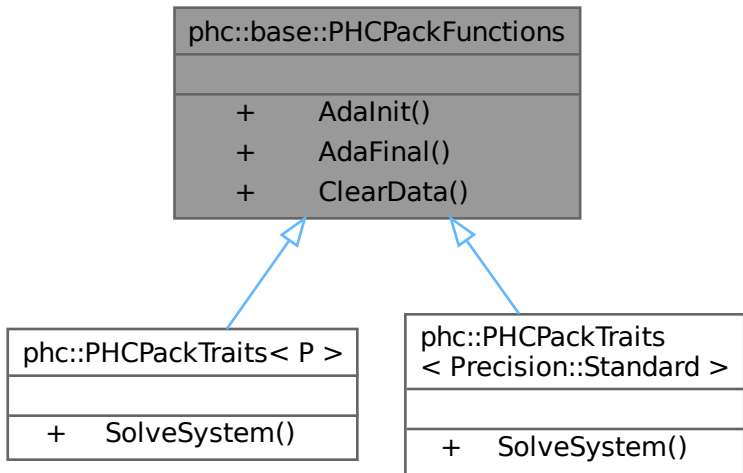 phc::base::PHCPackFunctions
+ AdaInit()
+ AdaFinal()
+ ClearData()
phc::PHCPackTraits< P >
+ SolveSystem()
phc::PHCPackTraits
< Precision::Standard >
+ SolveSystem()